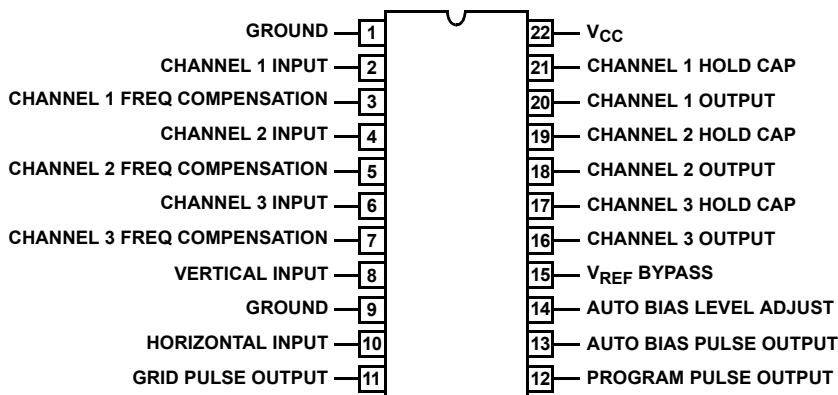 GROUND 1 22 VCC
CHANNEL 1 INPUT 2 21 CHANNEL 1 HOLD CAP
CHANNEL 1 FREQ COMPENSATION 3 20 CHANNEL 1 OUTPUT
CHANNEL 2 INPUT 4 19 CHANNEL 2 HOLD CAP
CHANNEL 2 FREQ COMPENSATION 5 18 CHANNEL 2 OUTPUT
CHANNEL 3 INPUT 6 17 CHANNEL 3 HOLD CAP
CHANNEL 3 FREQ COMPENSATION 7 16 CHANNEL 3 OUTPUT
VERTICAL INPUT 8 15 VREF BYPASS
GROUND 9 14 AUTO BIAS LEVEL ADJUST
HORIZONTAL INPUT 10 13 AUTO BIAS PULSE OUTPUT
GRID PULSE OUTPUT 11 12 PROGRAM PULSE OUTPUT